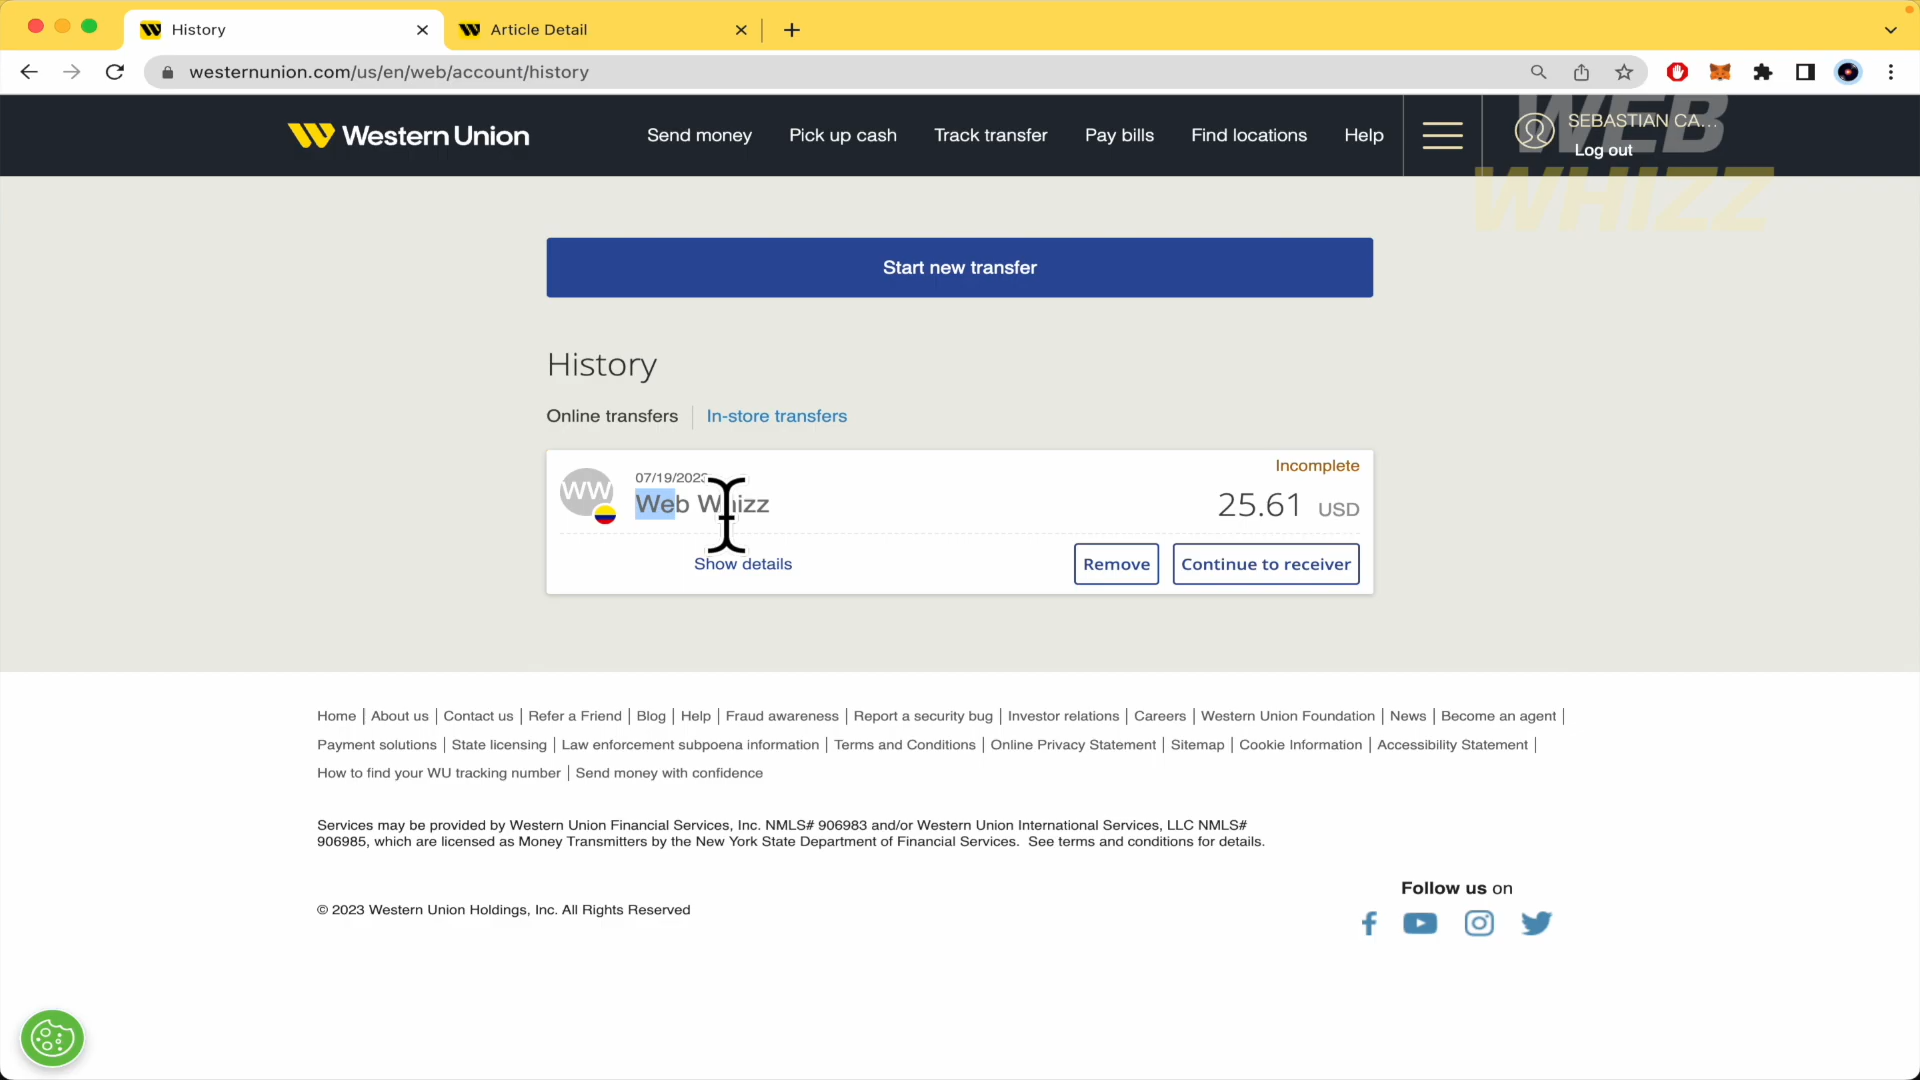 History
Article Detail
westernunion.com/us/en/web/account/history
WesternUnion
Send money
Pick up cash
Track transfer
Pay bills
Find locations
Help
SEBASTIAN CA...
Log out
WEB
WHIZZ
Start new transfer
History
Online transfers
In-store transfers
Incomplete
WW
07/19/2023
Web Whizz
25.61 USD
Show details
Remove
Continue to receiver
Home | About us | Contact us | Refer a Friend | Blog | Help | Fraud awareness | Report a security bug | Investor relations | Careers | Western Union Foundation | News | Become an agent |
Payment solutions | State licensing | Law enforcement subpoena information | Terms and Conditions | Online Privacy Statement | Sitemap | Cookie Information | Accessibility Statement |
How to find your WU tracking number | Send money with confidence
Services may be provided by Western Union Financial Services, Inc. NMLS# 906983 and/or Western Union International Services, LLC NMLS#
906985, which are licensed as Money Transmitters by the New York State Department of Financial Services. See terms and conditions for details.
Follow us on
© 2023 Western Union Holdings, Inc. All Rights Reserved